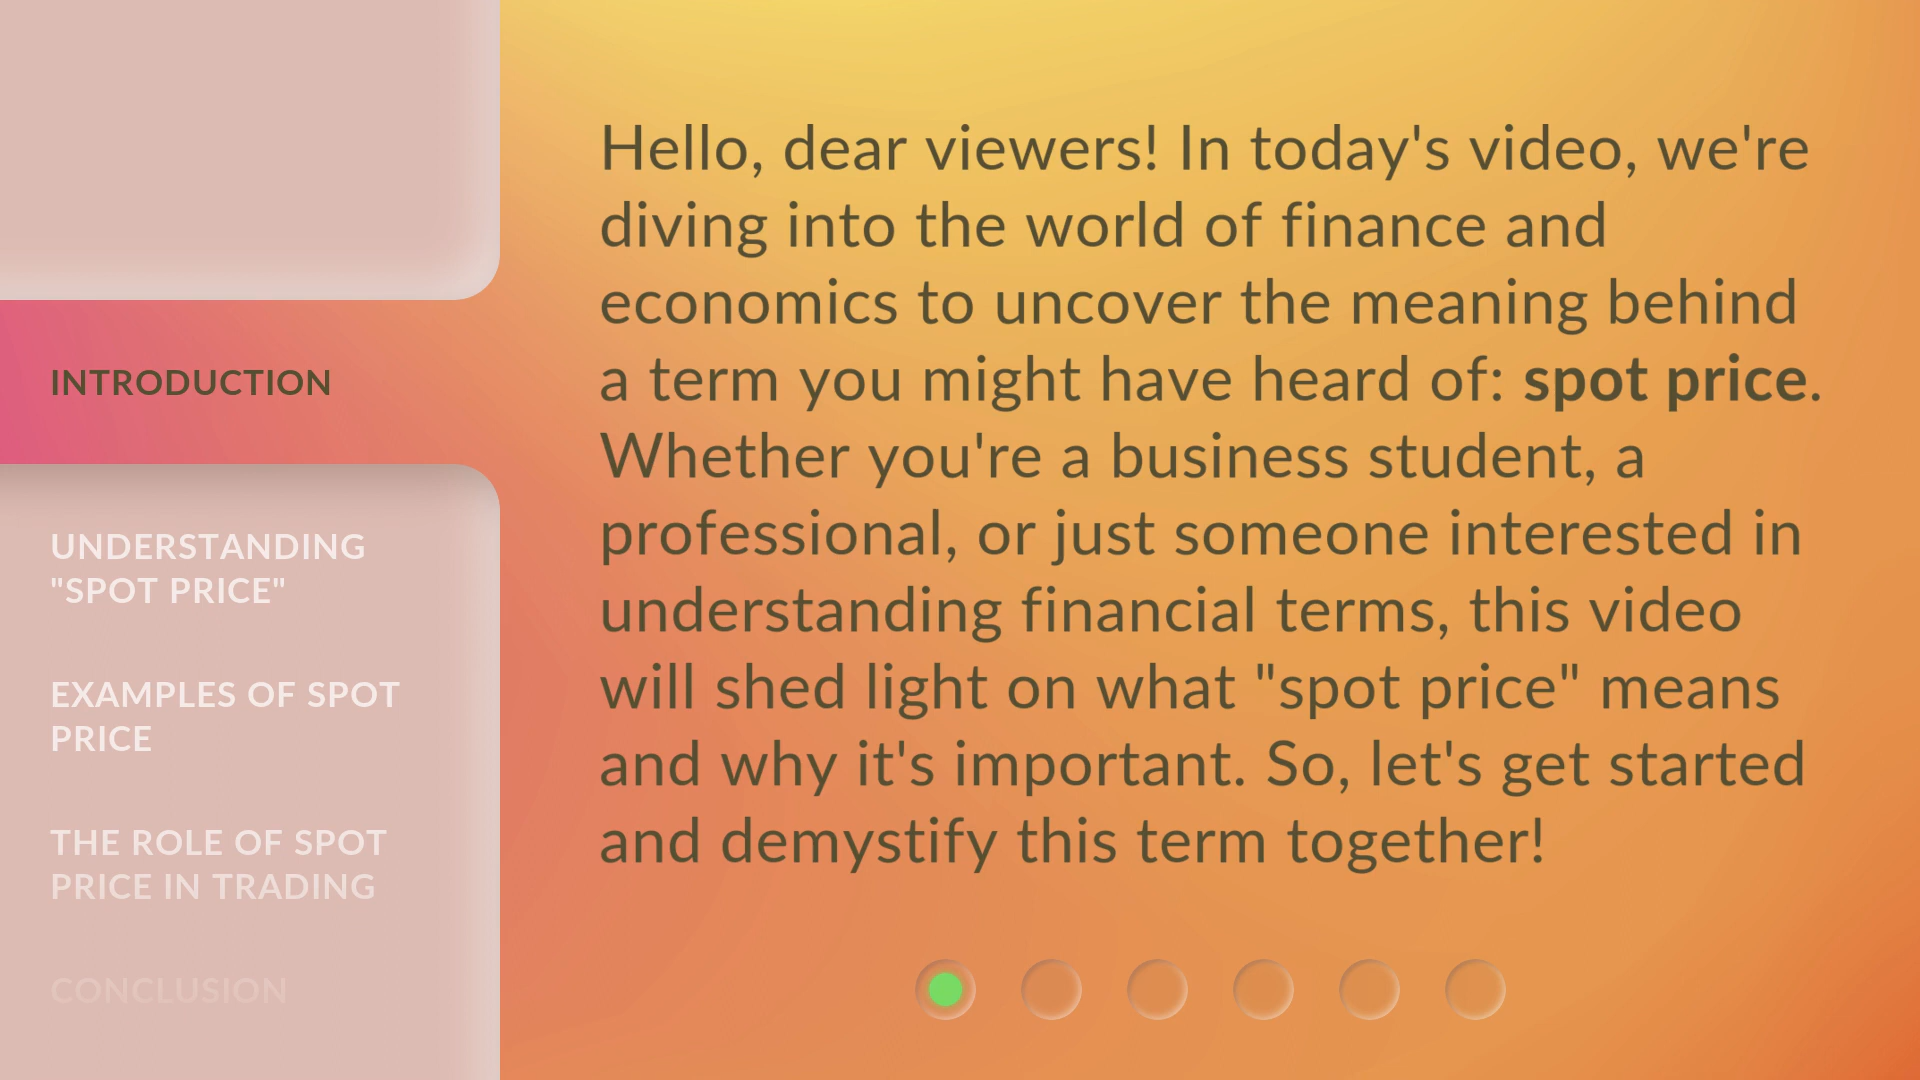 INTRODUCTION
UNDERSTANDING
"SPOT PRICE"
EXAMPLES OF SPOT
PRICE
THE ROLE OF SPOT
PRICE IN TRADING
CONCLUSION
Hello, dear viewers! In today's video, we're
diving into the world of finance and
economics to uncover the meaning behind
a term you might have heard of: spot price.
Whether you're a business student, a
professional, or just someone interested in
understanding financial terms, this video
will shed light on what "spot price" means
and why it's important. So, let's get started
and demystify this term together!